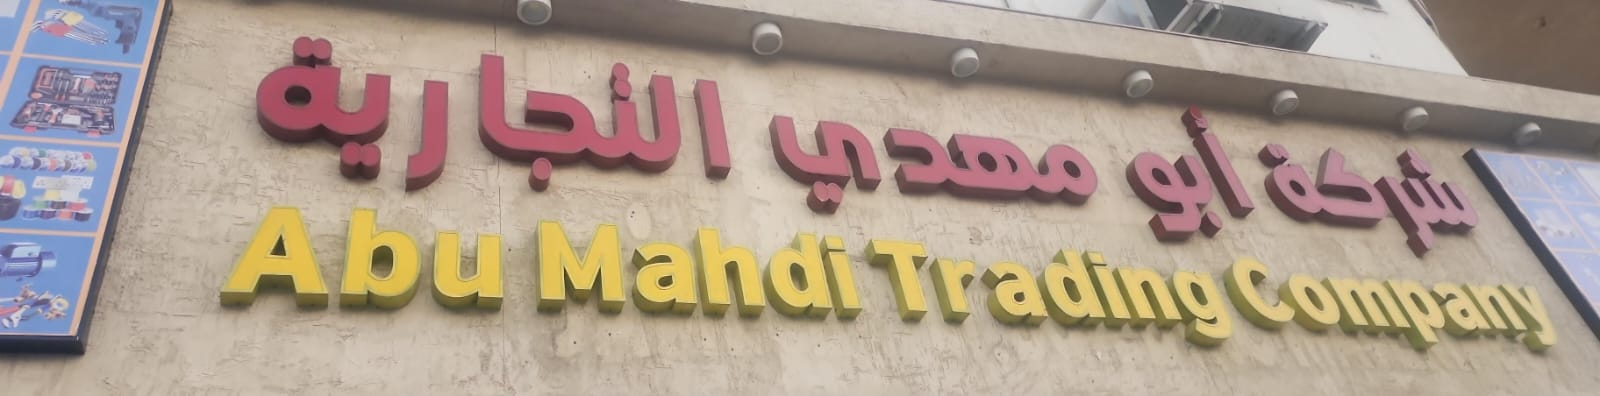 شركة أبو مهدي التجارية
Abu Mahdi Trading Company